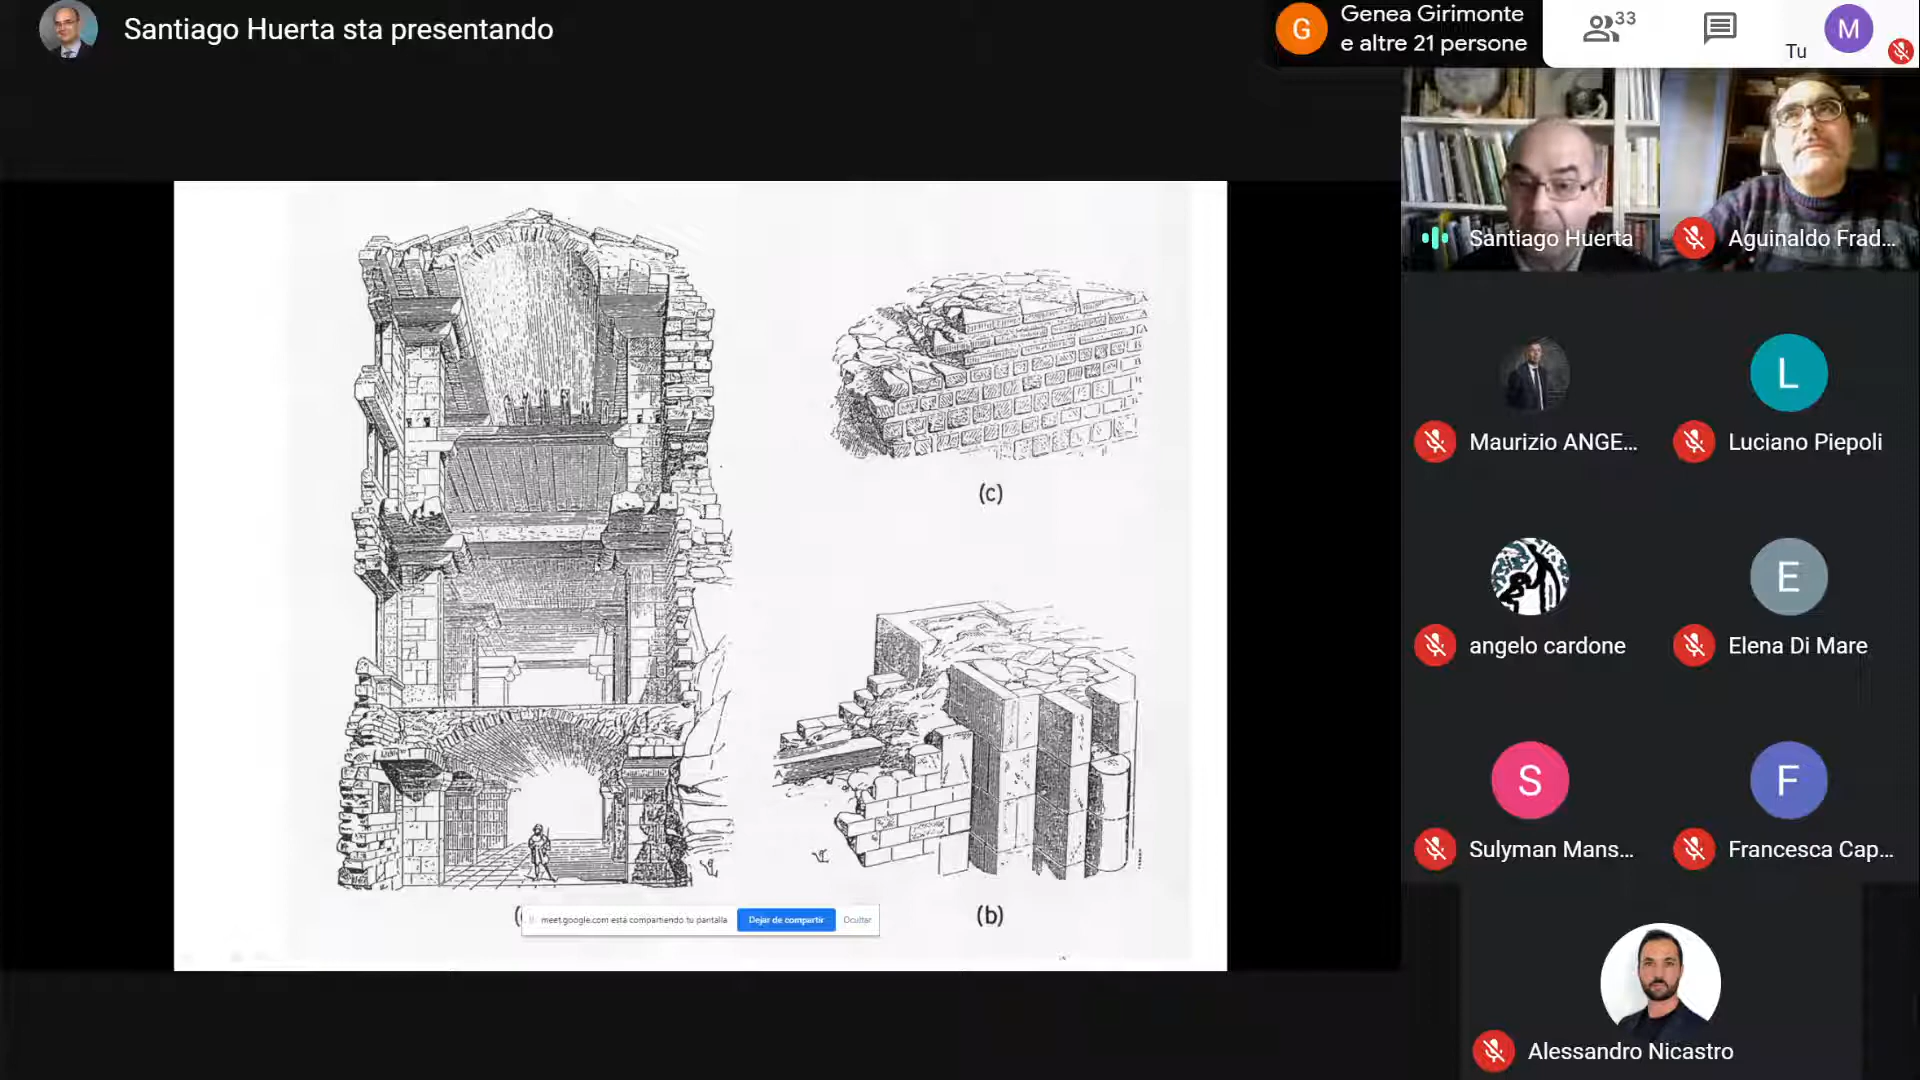 Santiago Huerta sta presentando
G
Genea Girimonte
e altre 21 persone
33
Tu
M
Santiago Huerta
Aguinaldo Frad...
Maurizio ANGE...
L
Luciano Piepoli
angelo cardone
E
Elena Di Mare
S
Sulyman Mans...
F
Francesca Cap...
Alessandro Nicastro
(c)
A
(b)
meet.google.com está compartiendo tu pantalla
Dejar de compartir
Ocultar